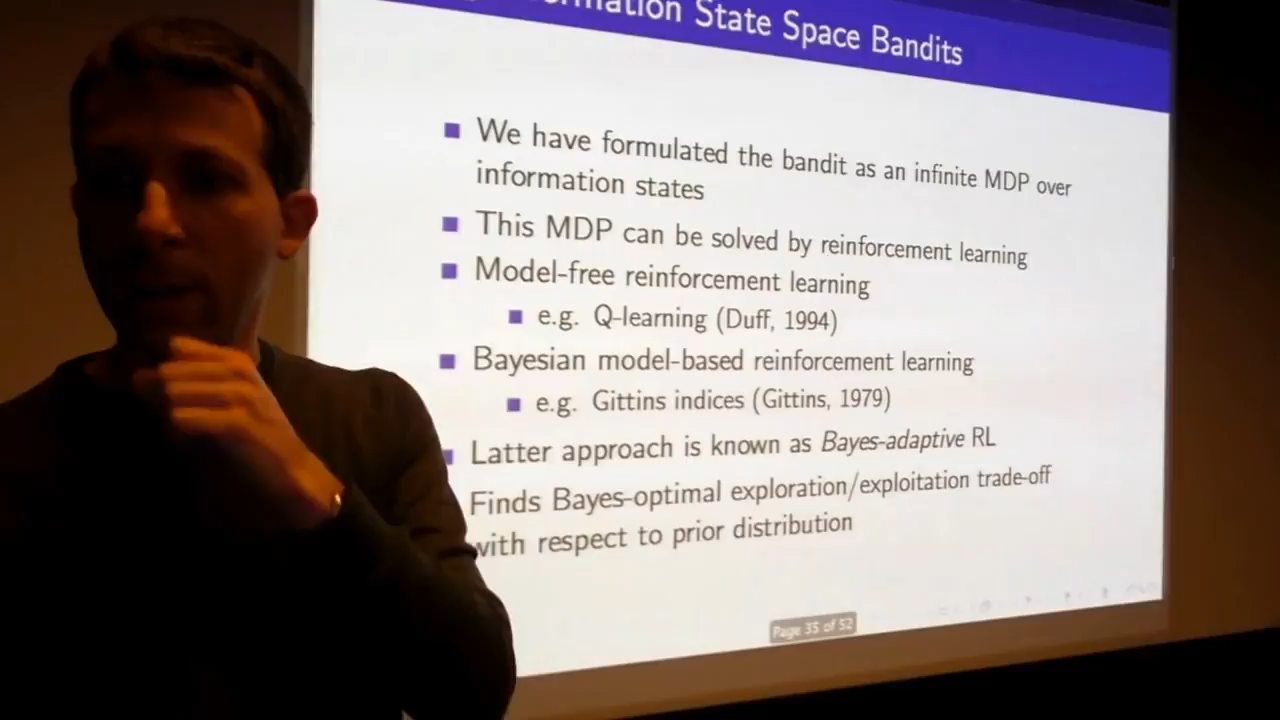 State Space Bandits
We have formulated the bandit as an infinite MDP over
information states
This MDP can be solved by reinforcement learning
Model-free reinforcement learning
e.g. Q-learning (Duff, 1994)
Bayesian model-based reinforcement learning
e.g. Gittins indices (Gittins, 1979)
Latter approach is known as Bayes-adaptive RL
Finds Bayes-optimal exploration/exploitation trade-off
with respect to prior distribution
Page 35 of 52